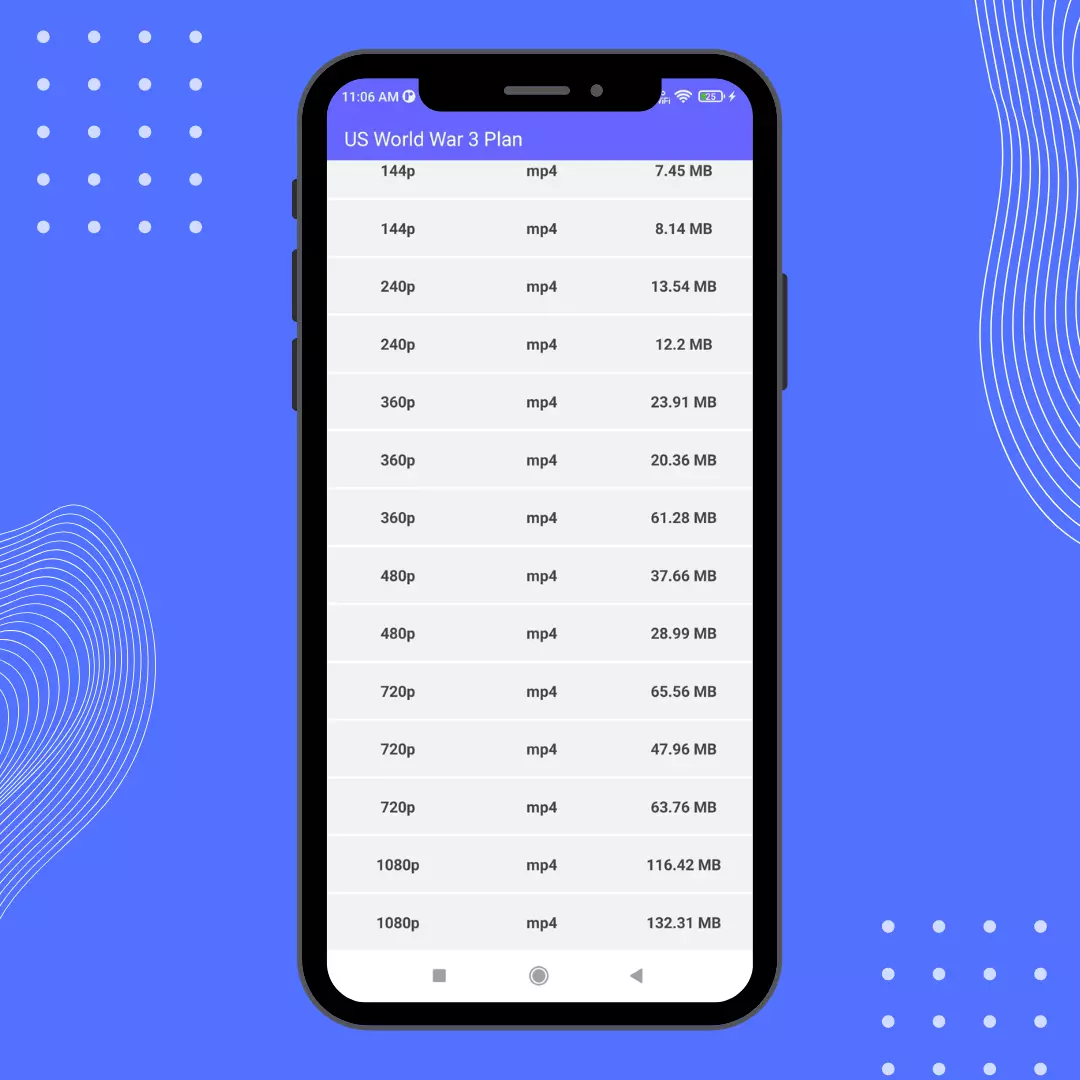 11:06 AM
WiFi
25
US World War 3 Plan
144p mp4 7.45 MB
144p mp4 8.14 MB
240p mp4 13.54 MB
240p mp4 12.2 MB
360p mp4 23.91 MB
360p mp4 20.36 MB
360p mp4 61.28 MB
480p mp4 37.66 MB
480p mp4 28.99 MB
720p mp4 65.56 MB
720p mp4 47.96 MB
720p mp4 63.76 MB
1080p mp4 116.42 MB
1080p mp4 132.31 MB